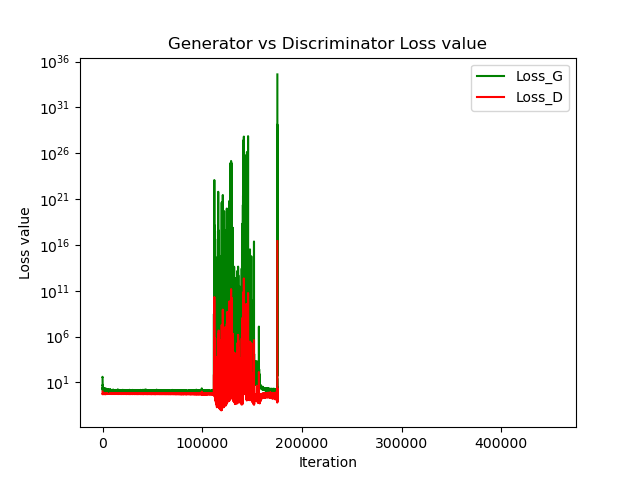 Generator vs Discriminator Loss value
Loss_G
Loss_D
Loss value
10^36
10^31
10^26
10^21
10^16
10^11
10^6
10^1
0 100000 200000 300000 400000
Iteration